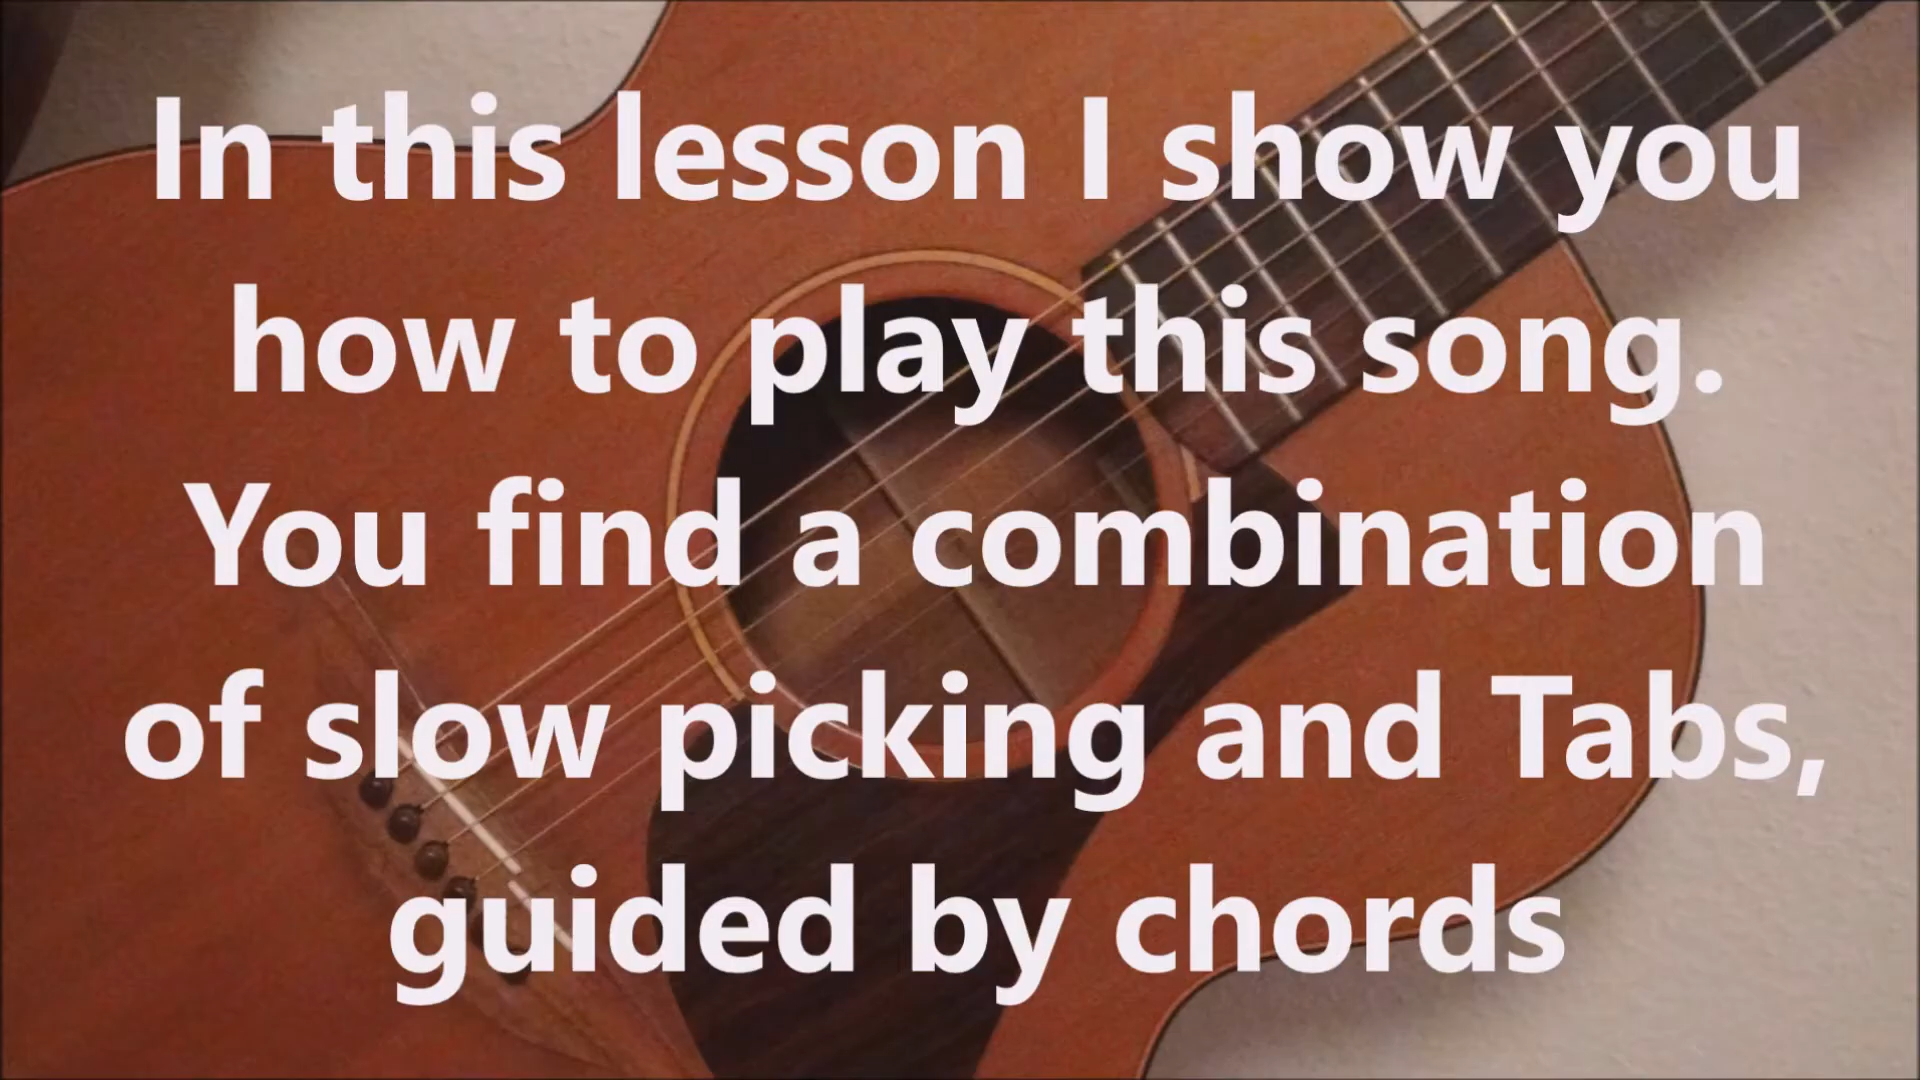 In this lesson I show you
how to play this song.
You find a combination
of slow picking and Tabs,
guided by chords